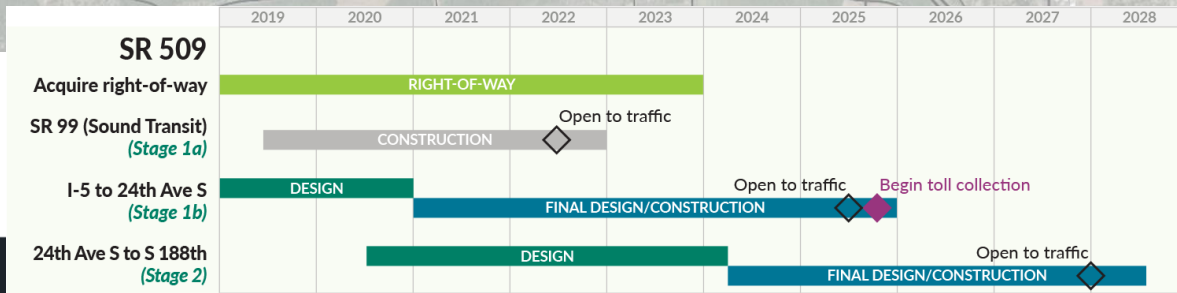 2019 2020 2021 2022 2023 2024 2025 2026 2027 2028
SR 509
Acquire right-of-way
RIGHT-OF-WAY
Open to traffic
SR 99 (Sound Transit)
CONSTRUCTION
(Stage 1a)
I-5 to 24th Ave S
DESIGN
Open to traffic
Begin toll collection
(Stage 1b)
FINAL DESIGN/CONSTRUCTION
24th Ave S to S 188th
DESIGN
Open to traffic
(Stage 2)
FINAL DESIGN/CONSTRUCTION